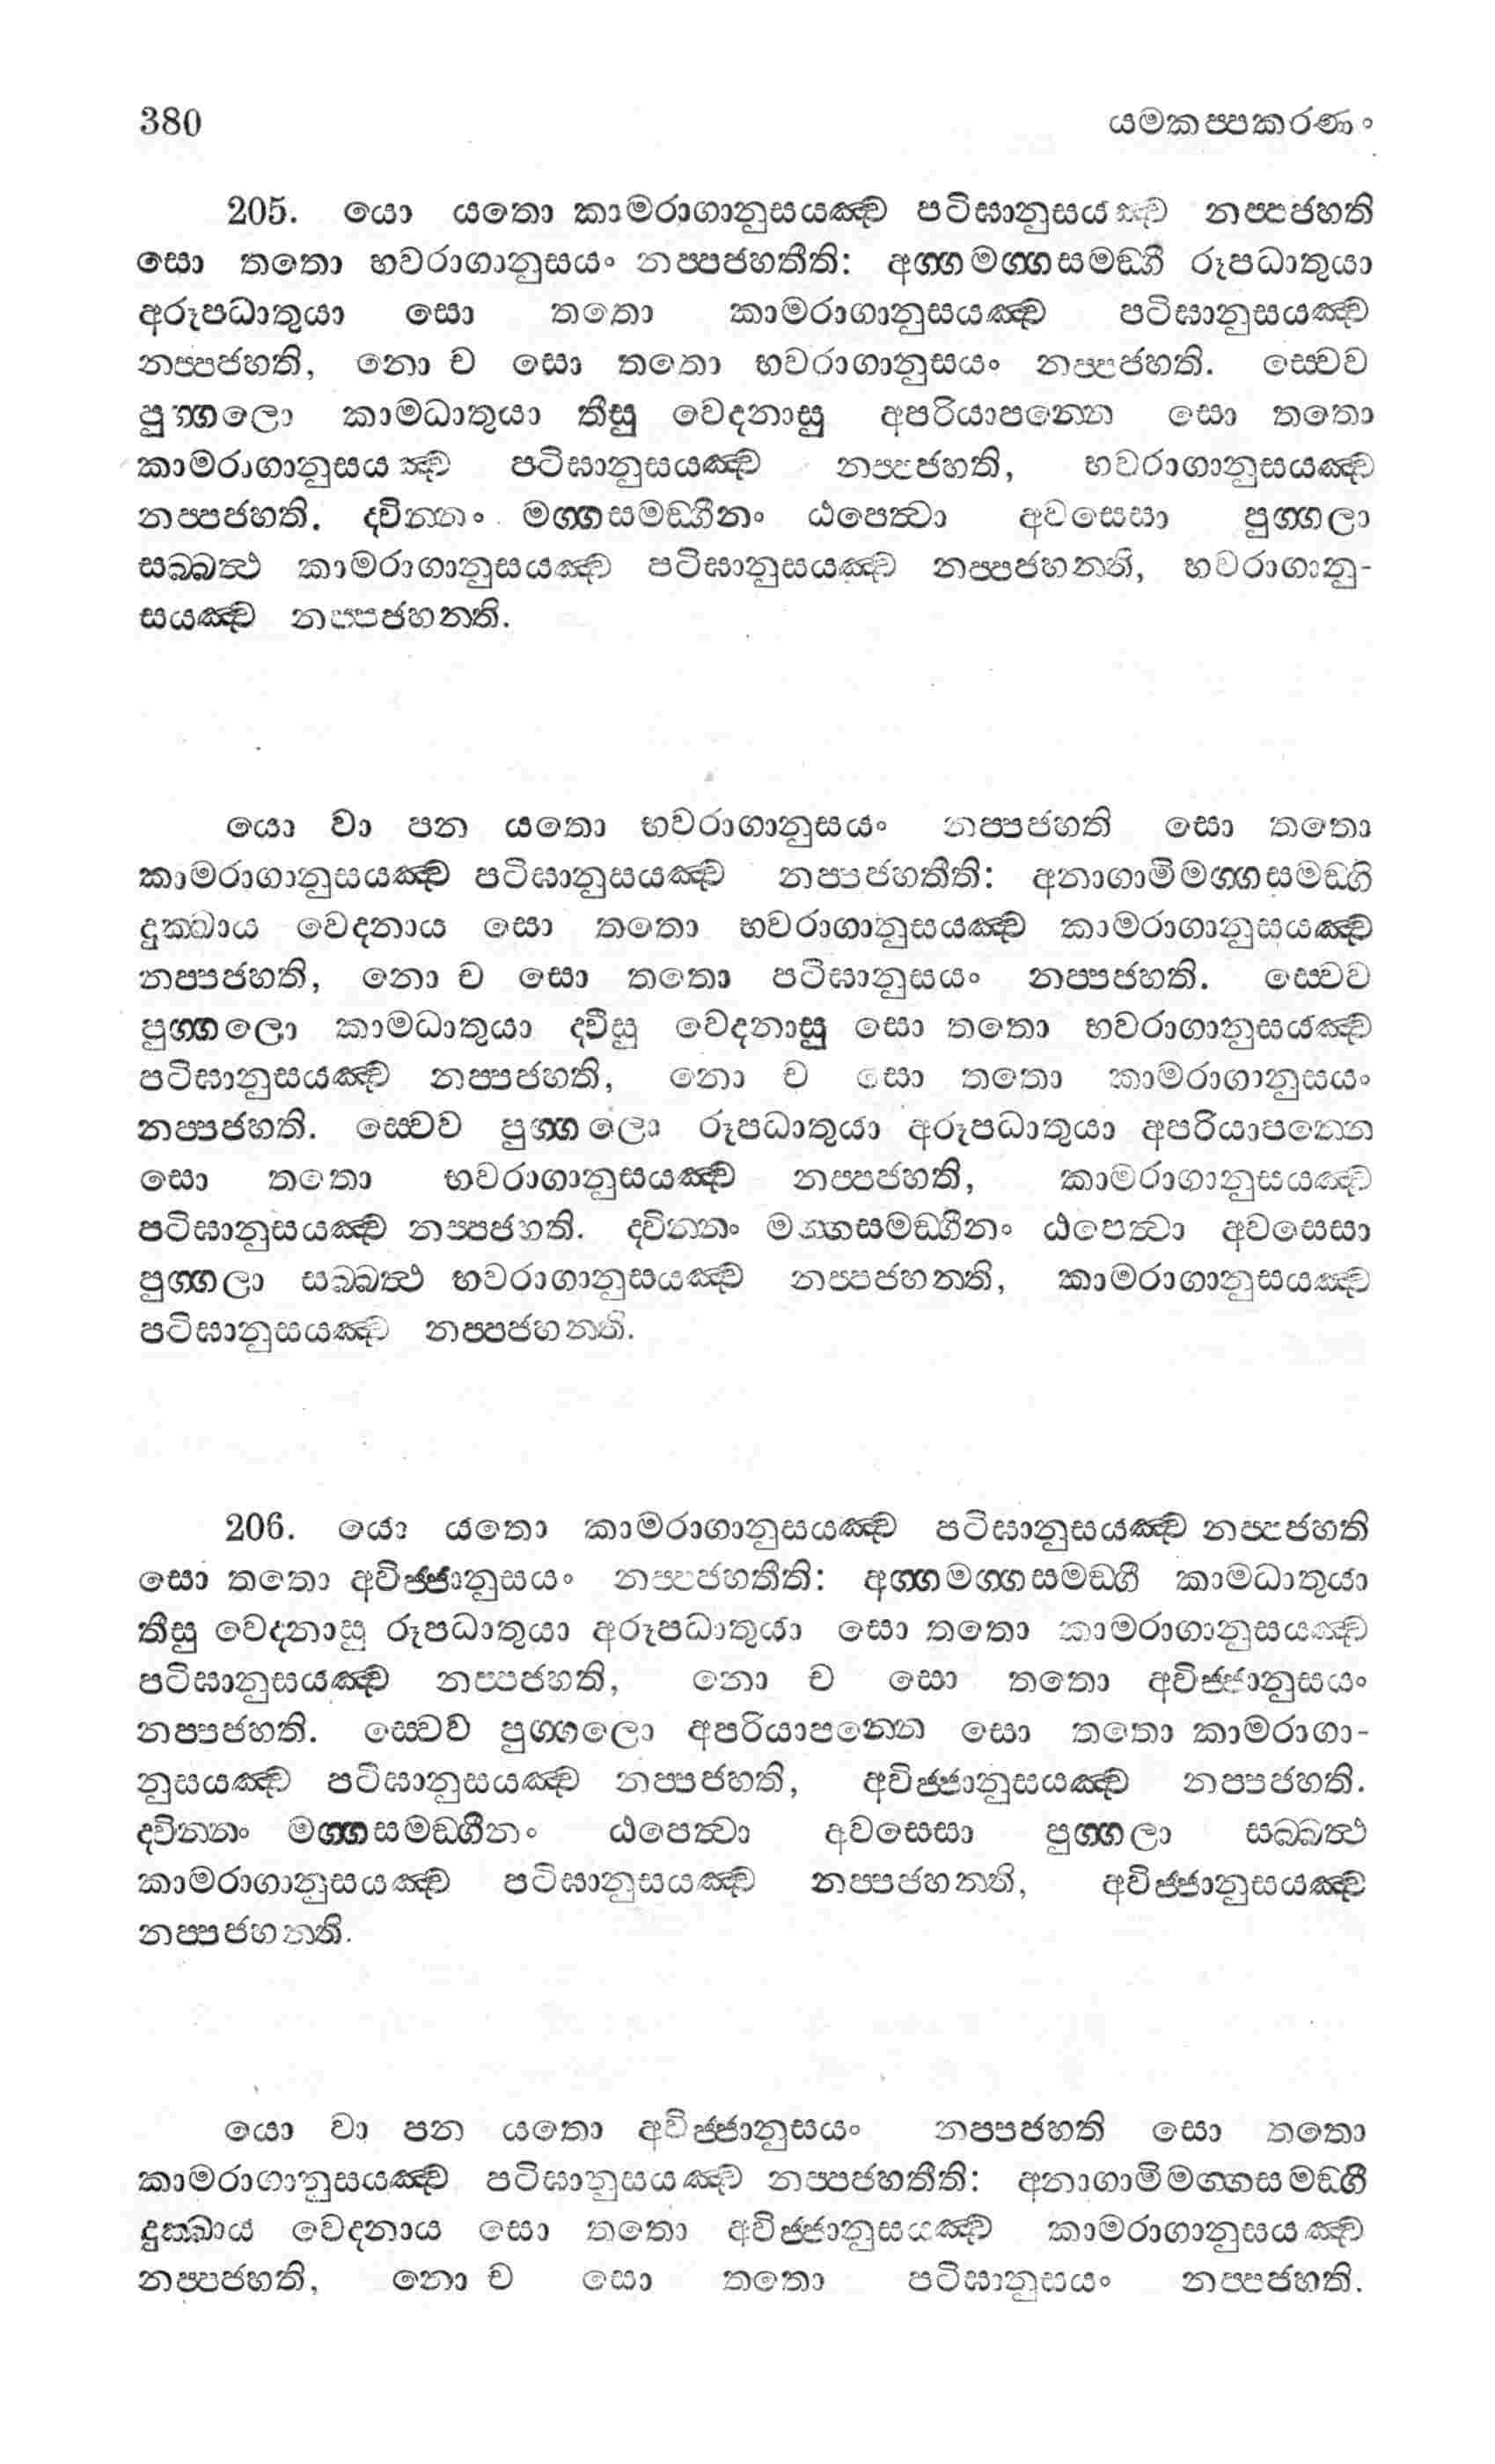 380 යමකප්පකරණං
205. යො යතො කාමරාගානුසයඤ්ච පටිඝානුසයඤ්ච නප්පජහති
සො තතො භවරාගානුසයං නප්පජහතීති: අග්ගමග්ගසමඞ්ගී රූපධාතුයා
අරූපධාතුයා සො තතො කාමරාගානුසයඤ්ච පටිඝානුසයඤ්ච
නප්පජහති, නො ච සො තතො භවරාගානුසයං නප්පජහති. ස්වෙව
පුග්ගලො කාමධාතුයා තීසු වෙදනාසු අපරියාපන්නෙ සො තතො
කාමරාගානුසයඤ්ච පටිඝානුසයඤ්ච නප්පජහති, භවරාගානුසයඤ්ච
නප්පජහති. ද්වින්නං මග්ගසමඞ්ගීනං ඨපෙත්වා අවසෙසා පුග්ගලා
සබ්බත්ථ කාමරාගානුසයඤ්ච පටිඝානුසයඤ්ච නප්පජහන්ති, භවරාගානු-
සයඤ්ච නප්පජහන්ති.
යො වා පන යතො භවරාගානුසයං නප්පජහති සො තතො
කාමරාගානුසයඤ්ච පටිඝානුසයඤ්ච නප්පජහතීති: අනාගාමිමග්ගසමඞ්ගි
දුක්ඛාය වෙදනාය සො තතො භවරාගානුසයඤ්ච කාමරාගානුසයඤ්ච
නප්පජහති, නො ච සො තතො පටිඝානුසයං නප්පජහති. ස්වෙව
පුග්ගලො කාමධාතුයා ද්වීසු වෙදනාසු සො තතො භවරාගානුසයඤ්ච
පටිඝානුසයඤ්ච නප්පජහති, නො ච සො තතො කාමරාගානුසයං
නප්පජහති. ස්වෙව පුග්ගලො රූපධාතුයා අරූපධාතුයා අපරියාපන්නෙ
සො තතො භවරාගානුසයඤ්ච නප්පජහති, කාමරාගානුසයඤ්ච
පටිඝානුසයඤ්ච නප්පජහති. ද්වින්නං මග්ගසමඞ්ගීනං ඨපෙත්වා අවසෙසා
පුග්ගලා සබ්බත්ථ භවරාගානුසයඤ්ච නප්පජහන්ති, කාමරාගානුසයඤ්ච
පටිඝානුසයඤ්ච නප්පජහන්ති.
206. යො යතො කාමරාගානුසයඤ්ච පටිඝානුසයඤ්ච නප්පජහති
සො තතො අවිජ්ජානුසයං නප්පජහතීති: අග්ගමග්ගසමඞ්ගී කාමධාතුයා
තීසු වෙදනාසු රූපධාතුයා අරූපධාතුයා සො තතො කාමරාගානුසයඤ්ච
පටිඝානුසයඤ්ච නප්පජහති, නො ච සො තතො අවිජ්ජානුසයං
නප්පජහති. ස්වෙව පුග්ගලො අපරියාපන්නෙ සො තතො කාමරාගා-
නුසයඤ්ච පටිඝානුසයඤ්ච නප්පජහති, අවිජ්ජානුසයඤ්ච නප්පජහති.
ද්වින්නං මග්ගසමඞ්ගීනං ඨපෙත්වා අවසෙසා පුග්ගලා සබ්බත්ථ
කාමරාගානුසයඤ්ච පටිඝානුසයඤ්ච නප්පජහන්ති, අවිජ්ජානුසයඤ්ච
නප්පජහන්ති.
යො වා පන යතො අවිජ්ජානුසයං නප්පජහති සො තතො
කාමරාගානුසයඤ්ච පටිඝානුසයඤ්ච නප්පජහතීති: අනාගාමිමග්ගසමඞ්ගී
දුක්ඛාය වෙදනාය සො තතො අවිජ්ජානුසයඤ්ච කාමරාගානුසයඤ්ච
නප්පජහති, නො ච සො තතො පටිඝානුසයං නප්පජහති.